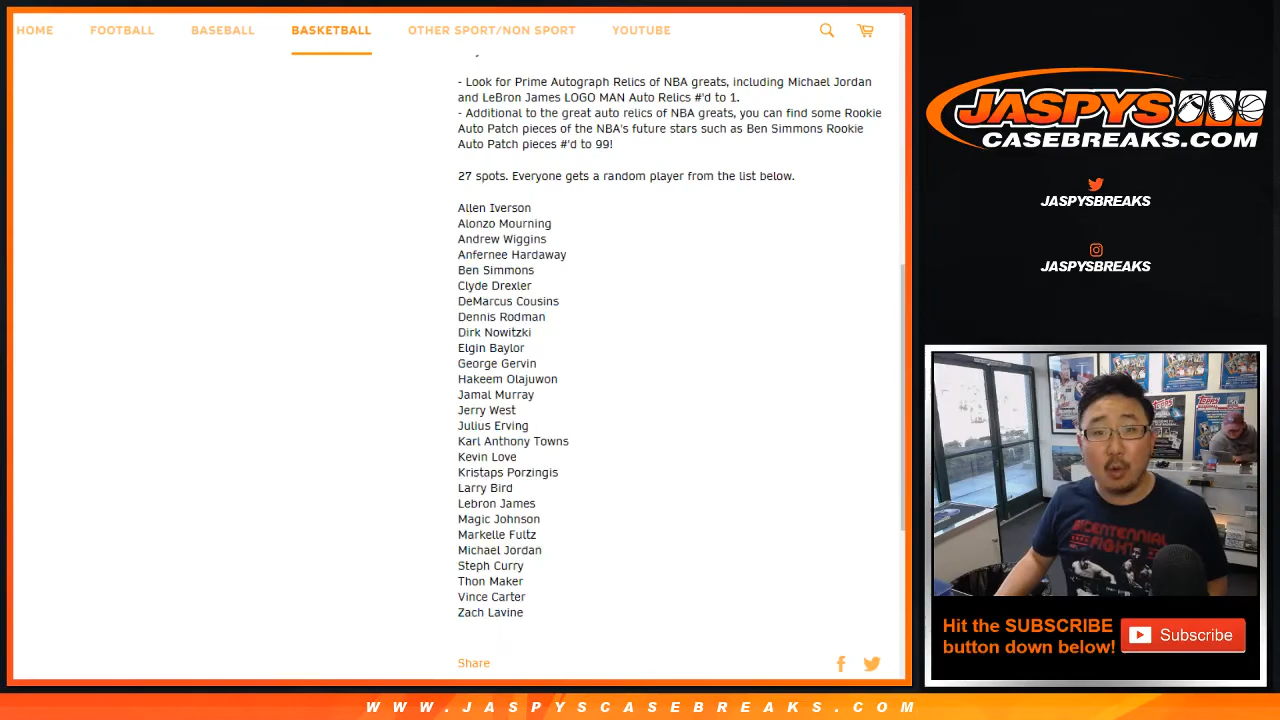 HOME FOOTBALL BASEBALL BASKETBALL OTHER SPORT/NON SPORT YOUTUBE
- Look for Prime Autograph Relics of NBA greats, including Michael Jordan
and LeBron James LOGO MAN Auto Relics #'d to 1.
- Additional to the great auto relics of NBA greats, you can find some Rookie
Auto Patch pieces of the NBA's future stars such as Ben Simmons Rookie
Auto Patch pieces #'d to 99!
27 spots. Everyone gets a random player from the list below.
Allen Iverson
Alonzo Mourning
Andrew Wiggins
Anfernee Hardaway
Ben Simmons
Clyde Drexler
DeMarcus Cousins
Dennis Rodman
Dirk Nowitzki
Elgin Baylor
George Gervin
Hakeem Olajuwon
Jamal Murray
Jerry West
Julius Erving
Karl Anthony Towns
Kevin Love
Kristaps Porzingis
Larry Bird
Lebron James
Magic Johnson
Markelle Fultz
Michael Jordan
Steph Curry
Thon Maker
Vince Carter
Zach Lavine
Share
JASPYS
CASEBREAKS.COM
JASPYSBREAKS
JASPYSBREAKS
Topps
BICENTENNIAL
FIGHT
Hit the SUBSCRIBE
button down below!
Subscribe
WWW.JASPYSCASEBREAKS.COM